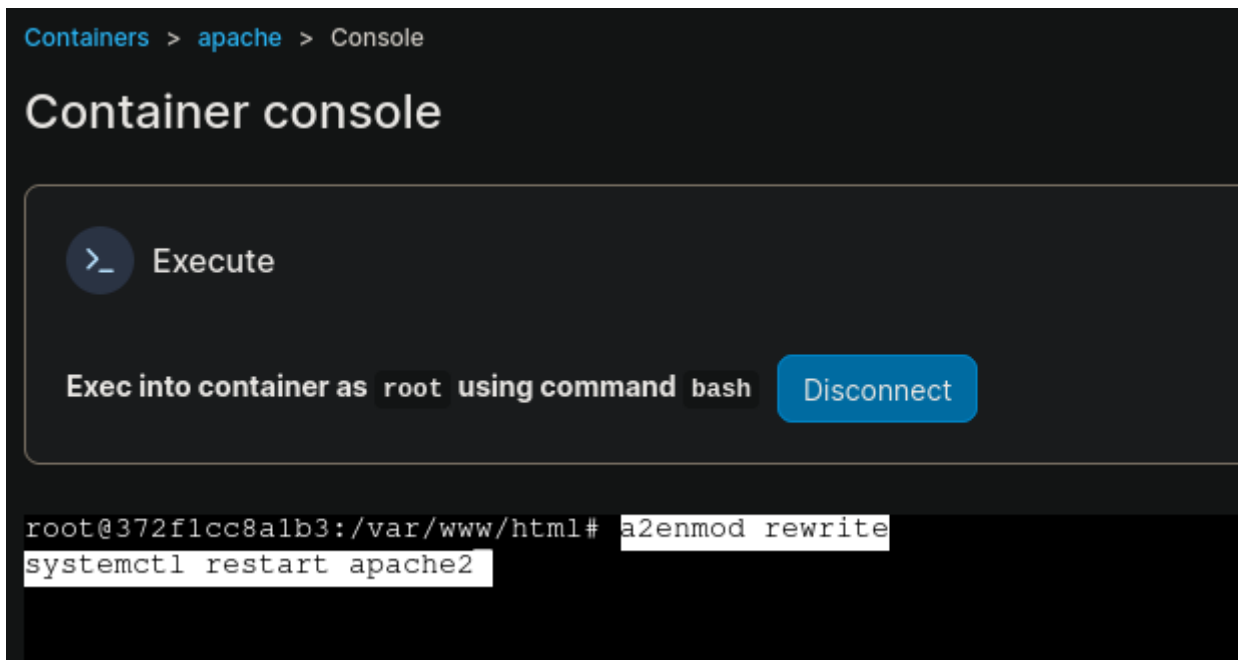 Containers > apache > Console
Container console
>_ Execute
Exec into container as root using command bash Disconnect
root@372f1cc8a1b3:/var/www/html# a2enmod rewrite
systemctl restart apache2